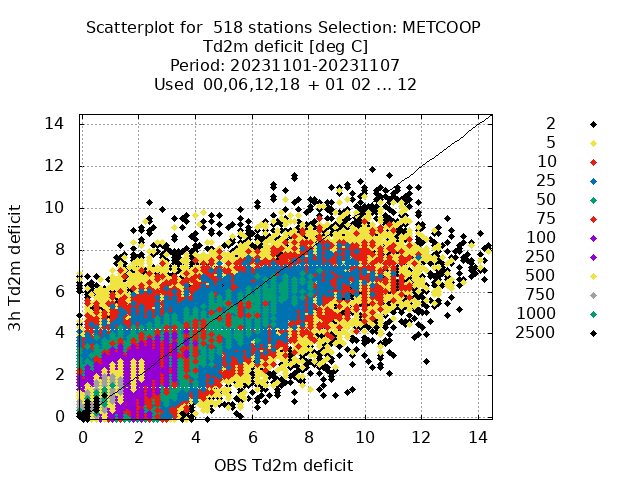 Scatterplot for  518 stations Selection: METCOOP
Td2m deficit [deg C]
Period: 20231101-20231107
Used  00,06,12,18  + 01 02 ... 12
14
12
10
8
6
4
2
0
3h Td2m deficit
0 2 4 6 8 10 12 14
OBS Td2m deficit
2
5
10
25
50
75
100
250
500
750
1000
2500